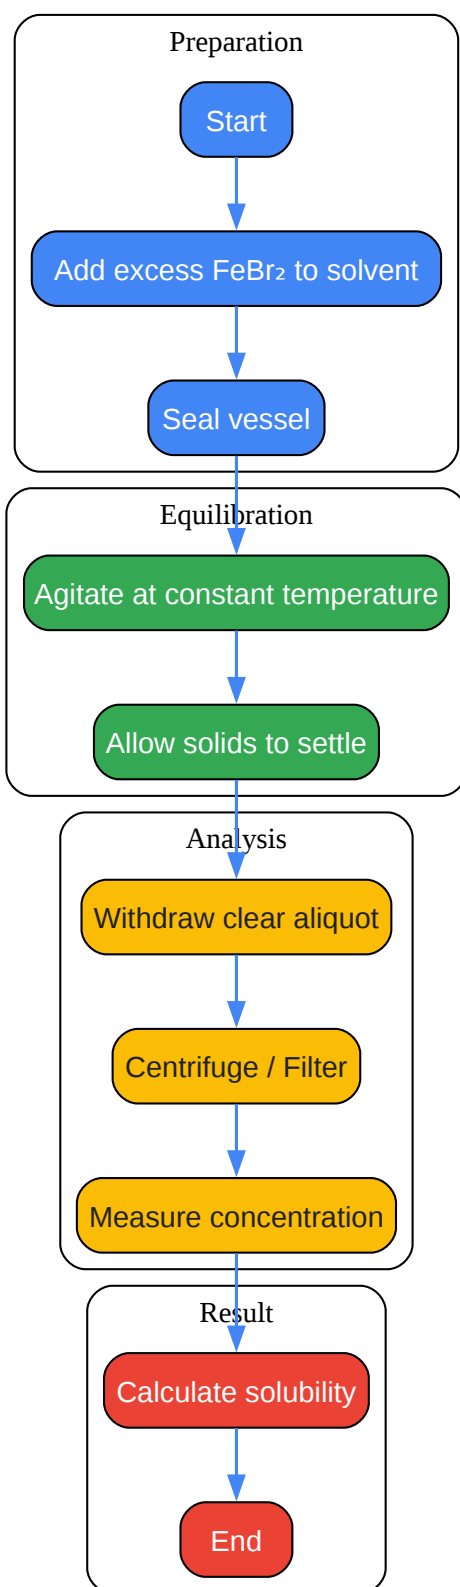 Preparation
Start
Add excess FeBr₂ to solvent
Seal vessel
Equilibration
Agitate at constant temperature
Allow solids to settle
Analysis
Withdraw clear aliquot
Centrifuge / Filter
Measure concentration
Result
Calculate solubility
End